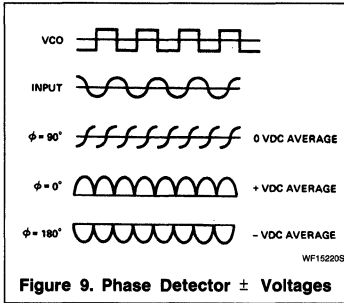 VCO
INPUT
ϕ = 90° 0 VDC AVERAGE
ϕ = 0° + VDC AVERAGE
ϕ = 180° − VDC AVERAGE
WF15220S
Figure 9. Phase Detector ± Voltages